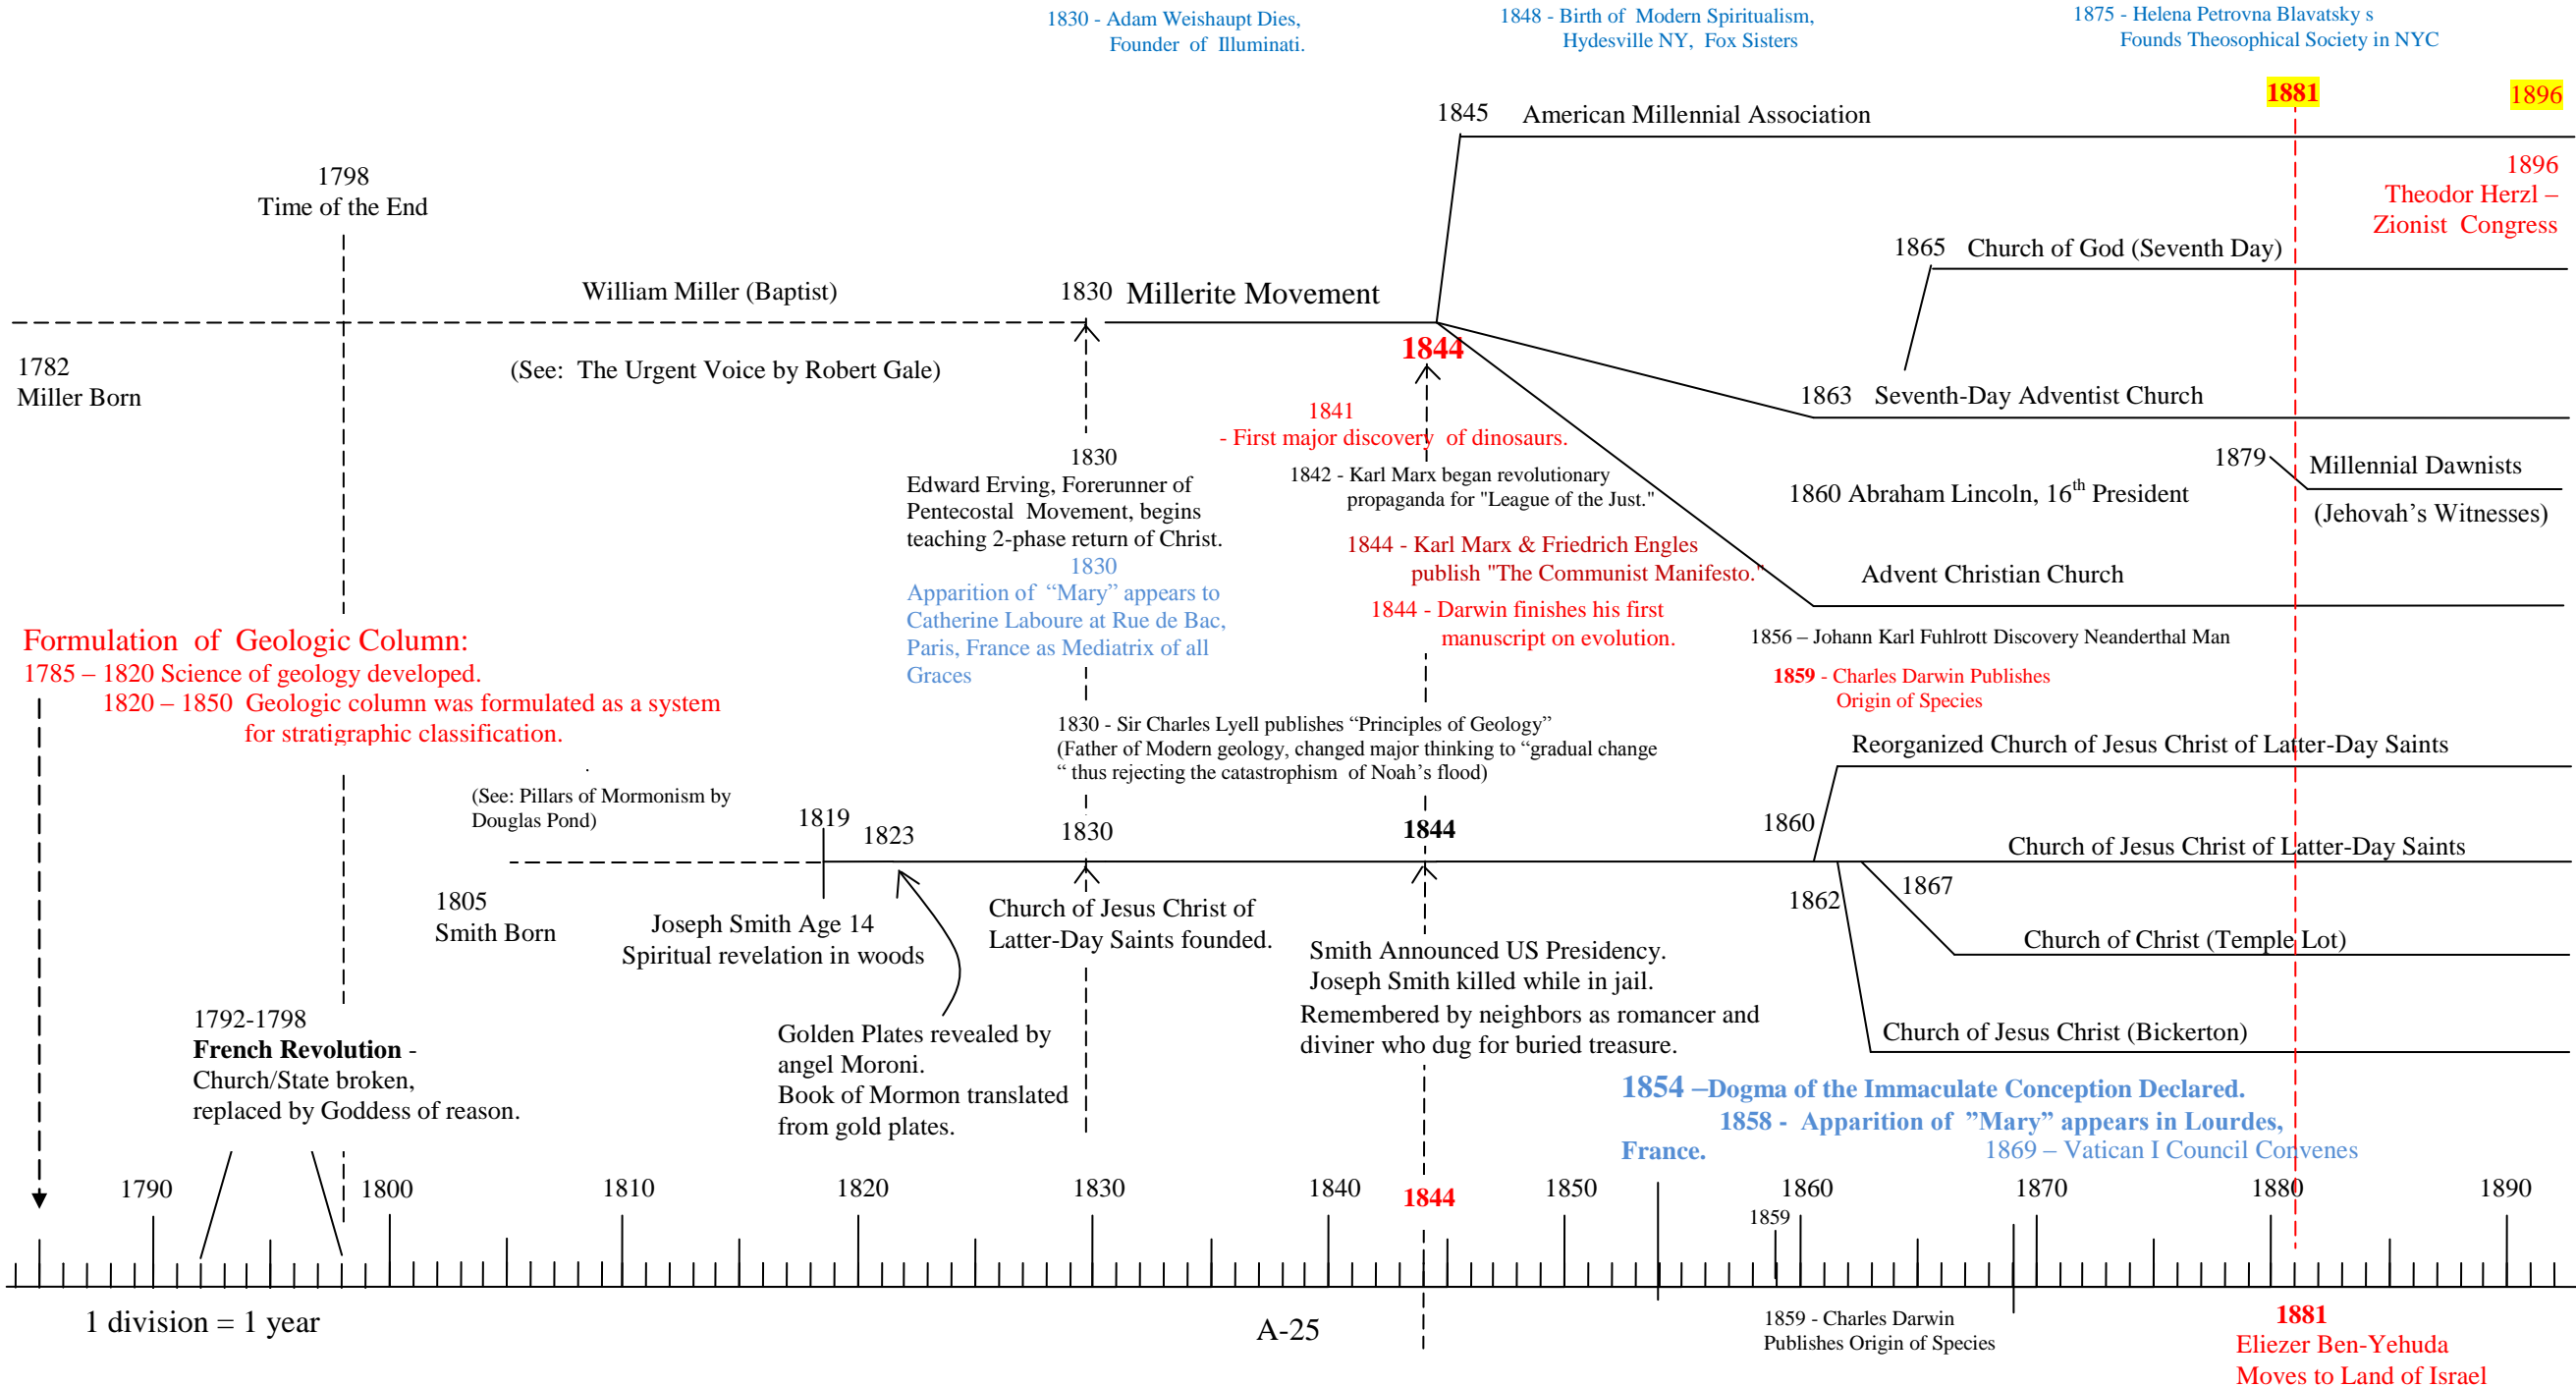 1830 - Adam Weishaupt Dies,
Founder of Illuminati.
1848 - Birth of Modern Spiritualism,
Hydesville NY, Fox Sisters
1875 - Helena Petrovna Blavatsky s
Founds Theosophical Society in NYC
1881
1896
1845 American Millennial Association
1896
Theodor Herzl –
Zionist Congress
1798
Time of the End
1865 Church of God (Seventh Day)
William Miller (Baptist)
1830 Millerite Movement
1844
1782
Miller Born
(See: The Urgent Voice by Robert Gale)
1863 Seventh-Day Adventist Church
1841
- First major discovery of dinosaurs.
1830
Edward Erving, Forerunner of
Pentecostal Movement, begins
teaching 2-phase return of Christ.
1830
Apparition of “Mary” appears to
Catherine Laboure at Rue de Bac,
Paris, France as Mediatrix of all
Graces
1842 - Karl Marx began revolutionary
propaganda for "League of the Just."
1860 Abraham Lincoln, 16th President
1879 Millennial Dawnists
(Jehovah’s Witnesses)
1844 - Karl Marx & Friedrich Engles
publish "The Communist Manifesto."
1844 - Darwin finishes his first
manuscript on evolution.
Advent Christian Church
1856 – Johann Karl Fuhlrott Discovery Neanderthal Man
1859 - Charles Darwin Publishes
Origin of Species
Formulation of Geologic Column:
1785 – 1820 Science of geology developed.
1820 – 1850 Geologic column was formulated as a system
for stratigraphic classification.
1830 - Sir Charles Lyell publishes “Principles of Geology”
(Father of Modern geology, changed major thinking to “gradual change
“ thus rejecting the catastrophism of Noah’s flood)
Reorganized Church of Jesus Christ of Latter-Day Saints
(See: Pillars of Mormonism by
Douglas Pond)
1819
1823
1830
1844
1860
Church of Jesus Christ of Latter-Day Saints
1805
Smith Born
Joseph Smith Age 14
Spiritual revelation in woods
Church of Jesus Christ of
Latter-Day Saints founded.
1862
1867
Church of Christ (Temple Lot)
Smith Announced US Presidency.
Joseph Smith killed while in jail.
Remembered by neighbors as romancer and
diviner who dug for buried treasure.
1792-1798
French Revolution -
Church/State broken,
replaced by Goddess of reason.
Golden Plates revealed by
angel Moroni.
Book of Mormon translated
from gold plates.
Church of Jesus Christ (Bickerton)
1854 –Dogma of the Immaculate Conception Declared.
1858 - Apparition of ”Mary” appears in Lourdes,
France.
1869 – Vatican I Council Convenes
1790
1800
1810
1820
1830
1840
1844
1850
1859
1860
1870
1880
1890
1 division = 1 year
A-25
1859 - Charles Darwin
Publishes Origin of Species
1881
Eliezer Ben-Yehuda
Moves to Land of Israel